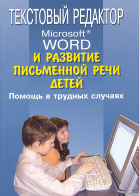 ТЕКСТОВЫЙ РЕДАКТОР
Microsoft®
WORD
И РАЗВИТИЕ
ПИСЬМЕННОЙ РЕЧИ
ДЕТЕЙ
Помощь в трудных случаях